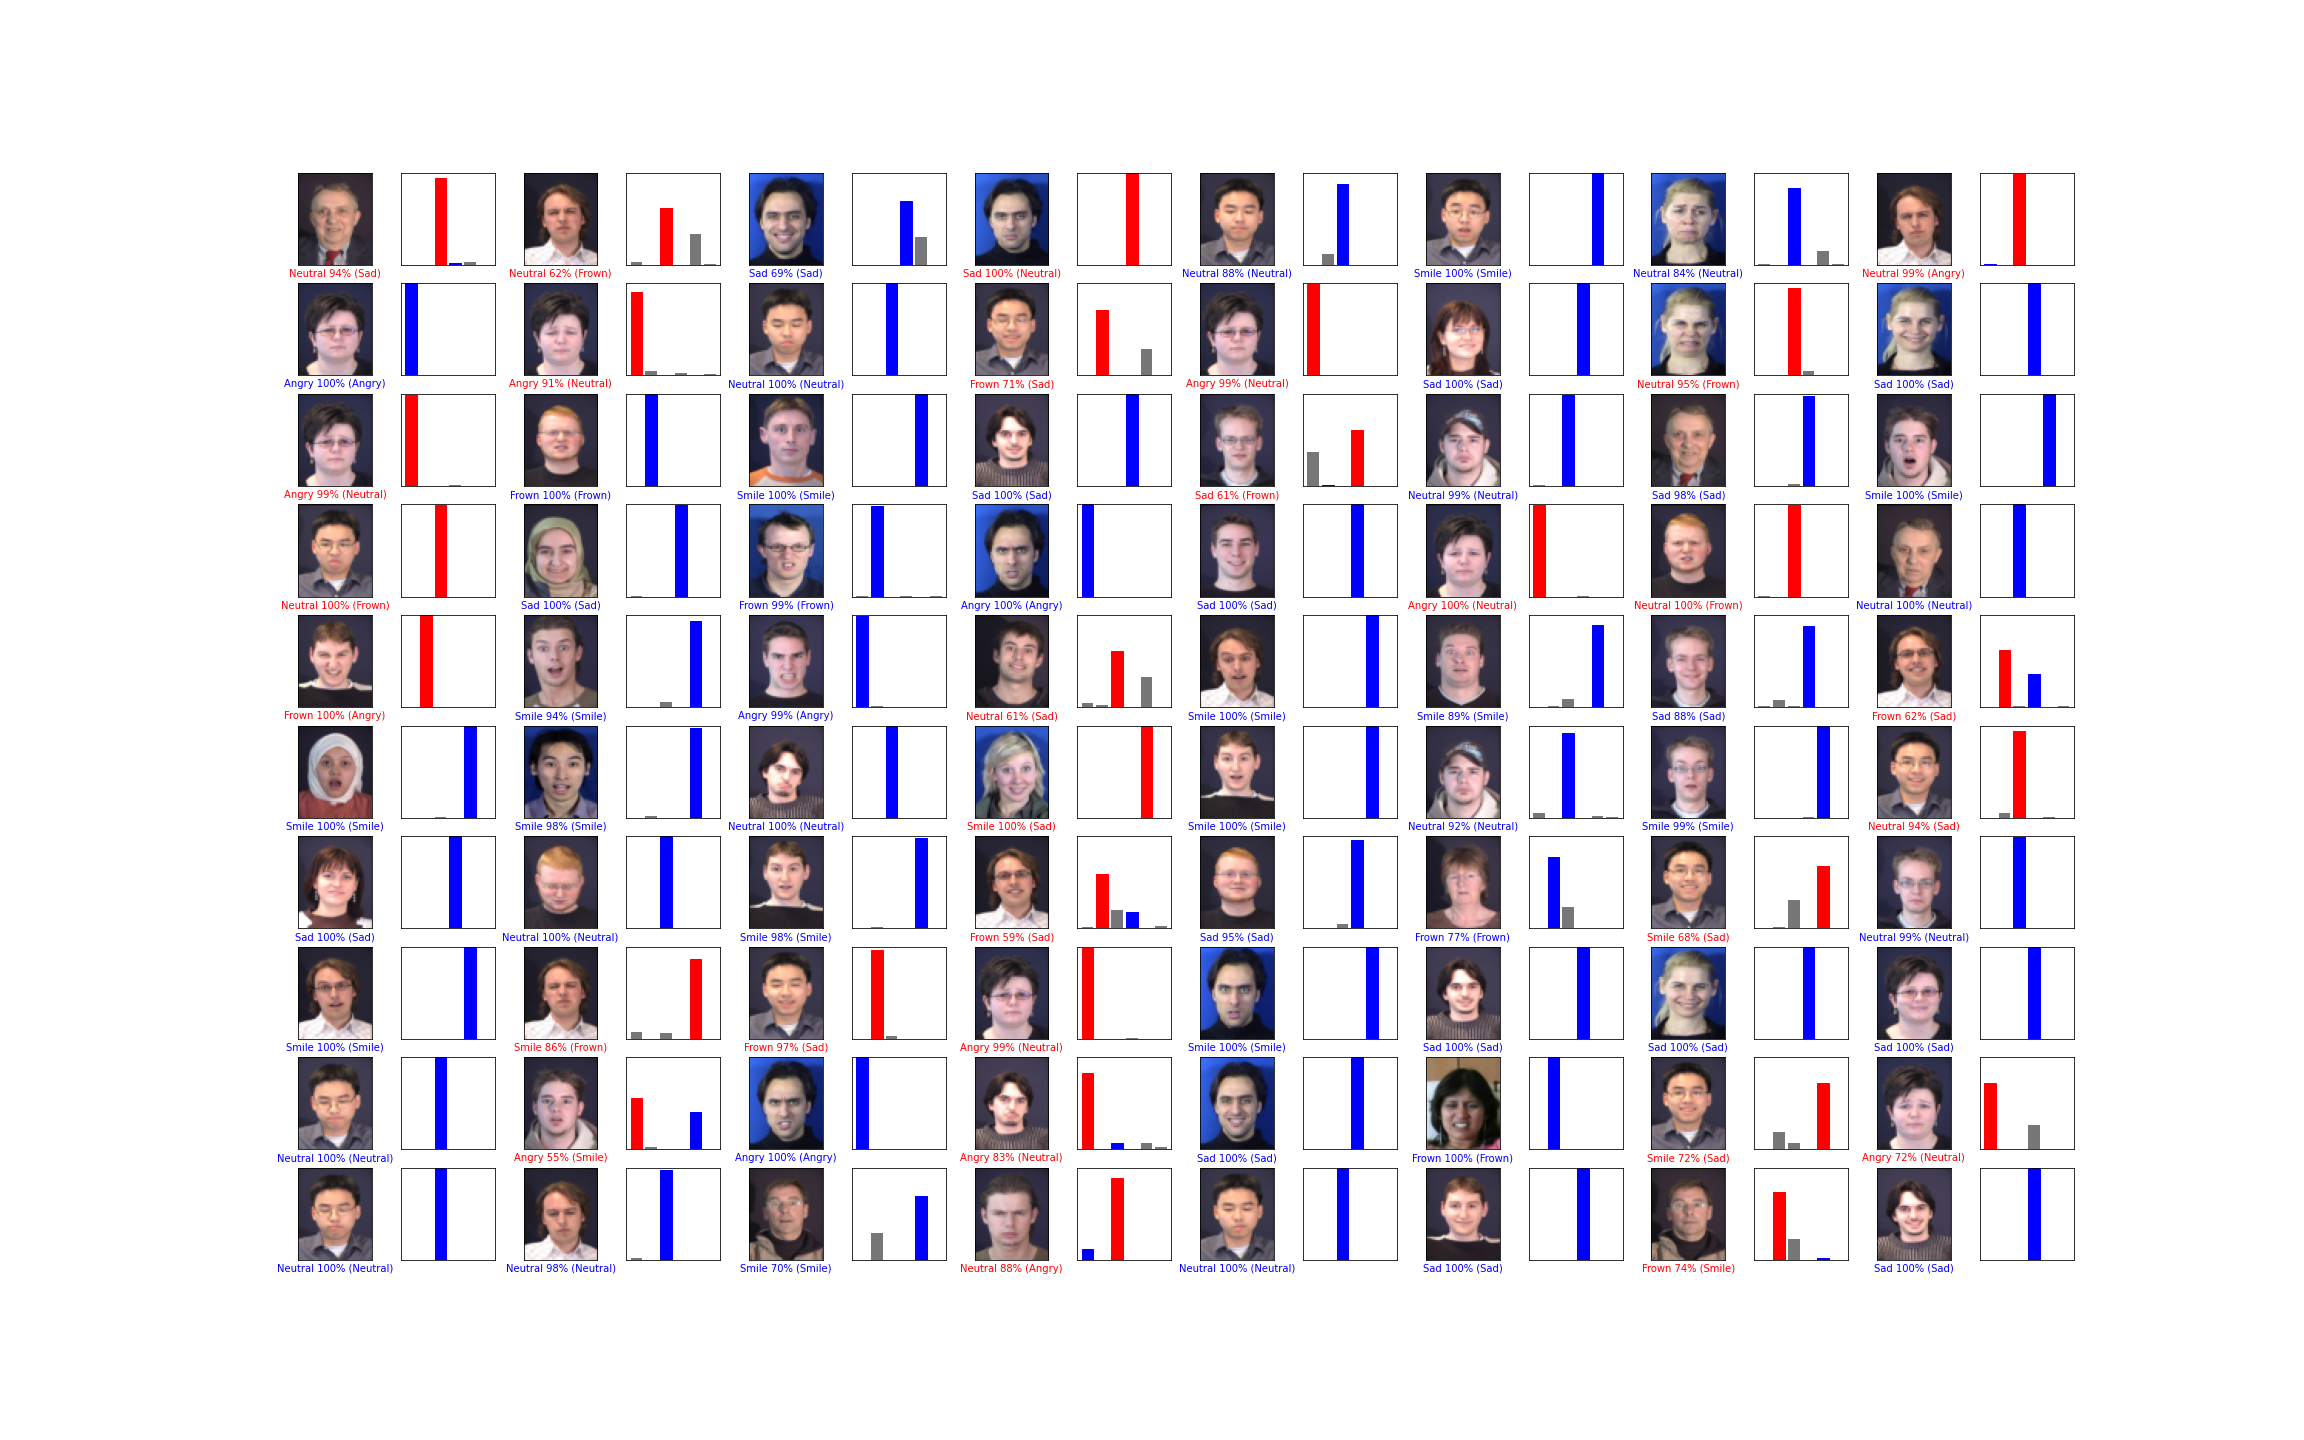 Neutral 94% (Sad) Neutral 62% (Frown) Sad 69% (Sad) Sad 100% (Neutral) Neutral 88% (Neutral) Smile 100% (Smile) Neutral 84% (Neutral) Neutral 99% (Angry)
Angry 100% (Angry) Angry 91% (Neutral) Neutral 100% (Neutral) Frown 71% (Sad) Angry 99% (Neutral) Sad 100% (Sad) Neutral 95% (Frown) Sad 100% (Sad)
Angry 99% (Neutral) Frown 100% (Frown) Smile 100% (Smile) Sad 100% (Sad) Sad 61% (Frown) Neutral 99% (Neutral) Sad 98% (Sad) Smile 100% (Smile)
Neutral 100% (Frown) Sad 100% (Sad) Frown 99% (Frown) Angry 100% (Angry) Sad 100% (Sad) Angry 100% (Neutral) Neutral 100% (Frown) Neutral 100% (Neutral)
Frown 100% (Angry) Smile 94% (Smile) Angry 99% (Angry) Neutral 61% (Sad) Smile 100% (Smile) Smile 89% (Smile) Sad 88% (Sad) Frown 62% (Sad)
Smile 100% (Smile) Smile 98% (Smile) Neutral 100% (Neutral) Smile 100% (Sad) Smile 100% (Smile) Neutral 92% (Neutral) Smile 99% (Smile) Neutral 94% (Sad)
Sad 100% (Sad) Neutral 100% (Neutral) Smile 98% (Smile) Frown 59% (Sad) Sad 95% (Sad) Frown 77% (Frown) Smile 68% (Sad) Neutral 99% (Neutral)
Smile 100% (Smile) Smile 86% (Frown) Frown 97% (Sad) Angry 99% (Neutral) Smile 100% (Smile) Sad 100% (Sad) Sad 100% (Sad) Sad 100% (Sad)
Neutral 100% (Neutral) Angry 55% (Smile) Angry 100% (Angry) Angry 83% (Neutral) Sad 100% (Sad) Frown 100% (Frown) Smile 72% (Sad) Angry 72% (Neutral)
Neutral 100% (Neutral) Neutral 98% (Neutral) Smile 70% (Smile) Neutral 88% (Angry) Neutral 100% (Neutral) Sad 100% (Sad) Frown 74% (Smile) Sad 100% (Sad)